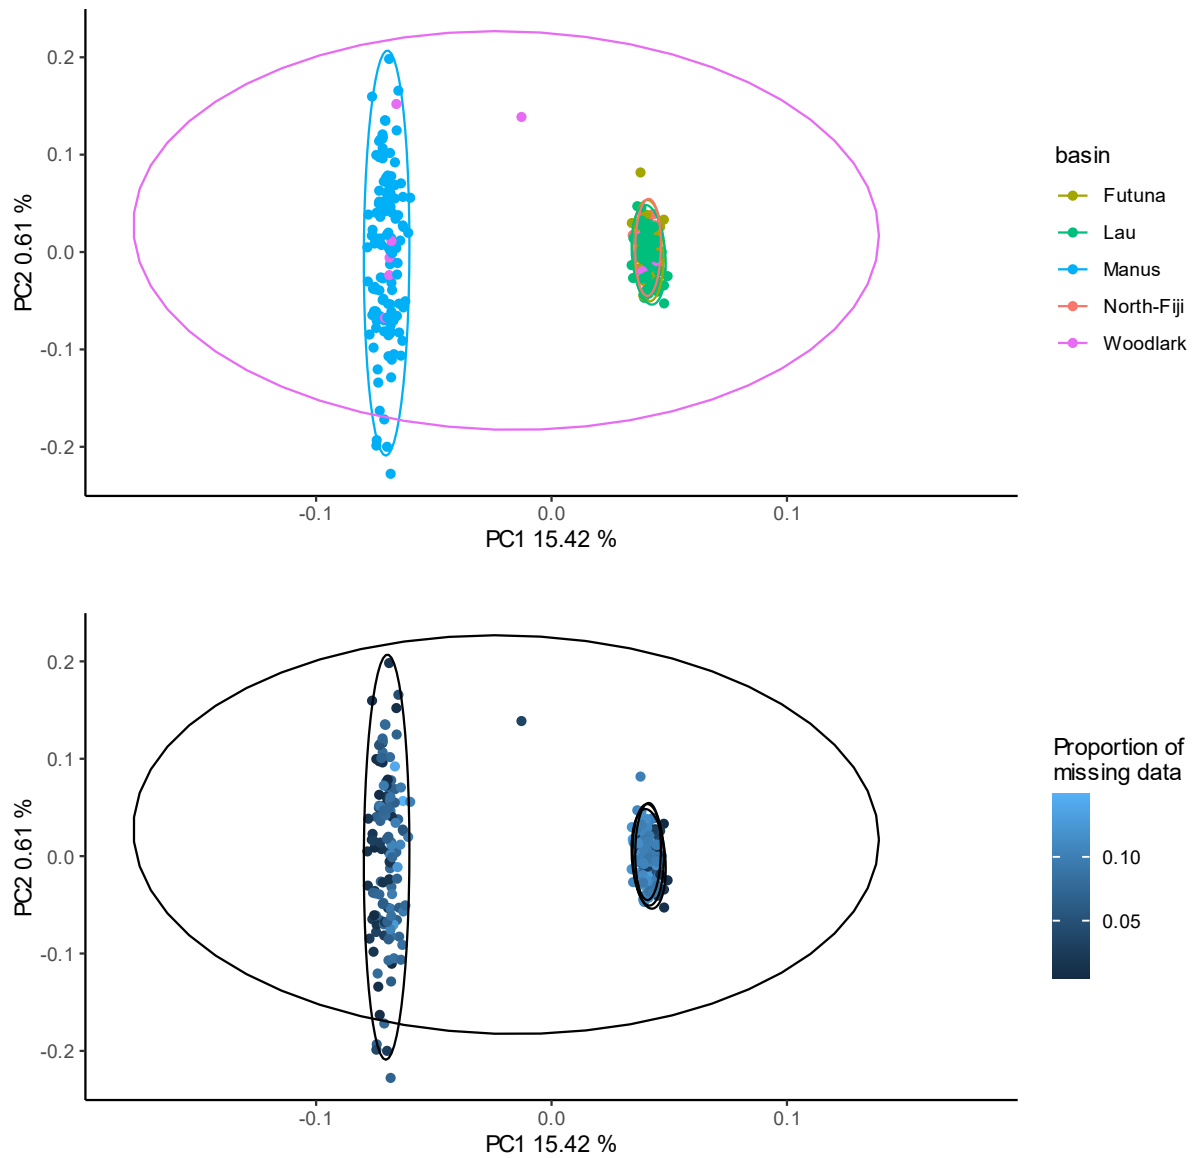 0.2
0.1
0.0
-0.1
-0.2
PC2 0.61 %
-0.1
0.0
0.1
PC1 15.42 %
basin
Futuna
Lau
Manus
North-Fiji
Woodlark
0.2
0.1
0.0
-0.1
-0.2
PC2 0.61 %
-0.1
0.0
0.1
PC1 15.42 %
Proportion of
missing data
0.10
0.05